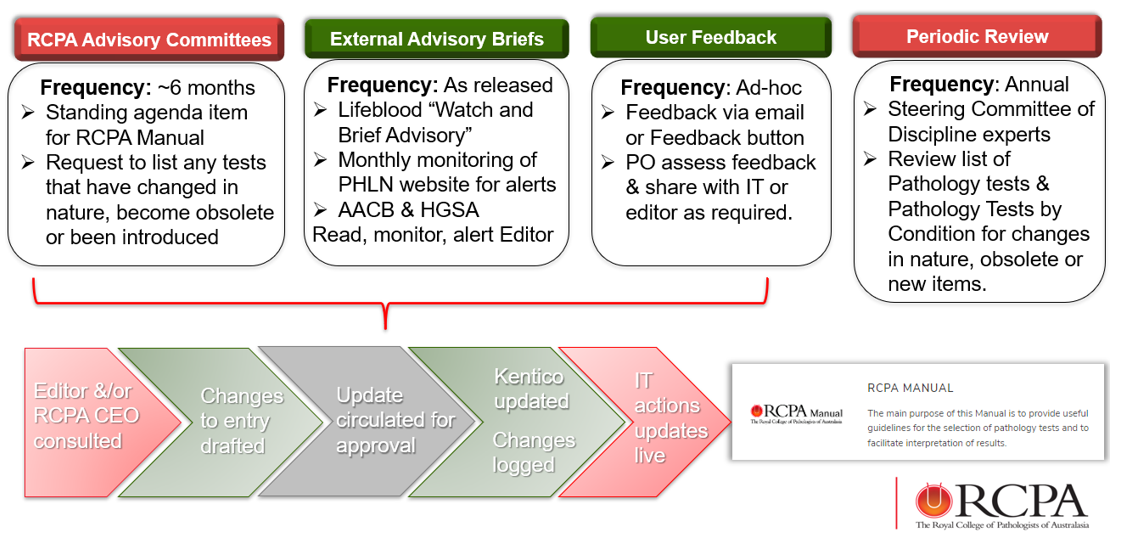 RCPA Advisory Committees
Frequency: ~6 months
➢ Standing agenda item
for RCPA Manual
➢ Request to list any tests
that have changed in
nature, become obsolete
or been introduced
External Advisory Briefs
Frequency: As released
➢ Lifeblood “Watch and
Brief Advisory”
➢ Monthly monitoring of
PHLN website for alerts
➢ AACB & HGSA
Read, monitor, alert Editor
User Feedback
Frequency: Ad-hoc
➢ Feedback via email
or Feedback button
➢ PO assess feedback
& share with IT or
editor as required.
Periodic Review
Frequency: Annual
➢ Steering Committee of
Discipline experts
➢ Review list of
Pathology tests &
Pathology Tests by
Condition for changes
in nature, obsolete or
new items.
Editor &/or
RCPA CEO
consulted
Changes
to entry
drafted
Update
circulated for
approval
Kentico
updated
Changes
logged
IT
actions
updates
live
RCPA Manual
The Royal College of Pathologists of Australasia
RCPA MANUAL
The main purpose of this Manual is to provide useful
guidelines for the selection of pathology tests and to
facilitate interpretation of results.
RCPA
The Royal College of Pathologists of Australasia